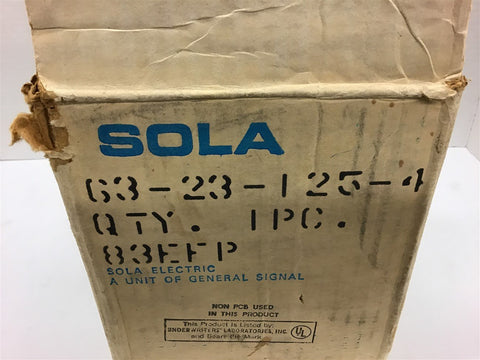 SOLA
63-23-125-4
QTY. 1PC.
83EFP
SOLA ELECTRIC
A UNIT OF GENERAL SIGNAL
NON PCB USED
IN THIS PRODUCT
This Product is Listed by:
UNDERWRITERS' LABORATORIES, INC.
and Bears the Mark
UL